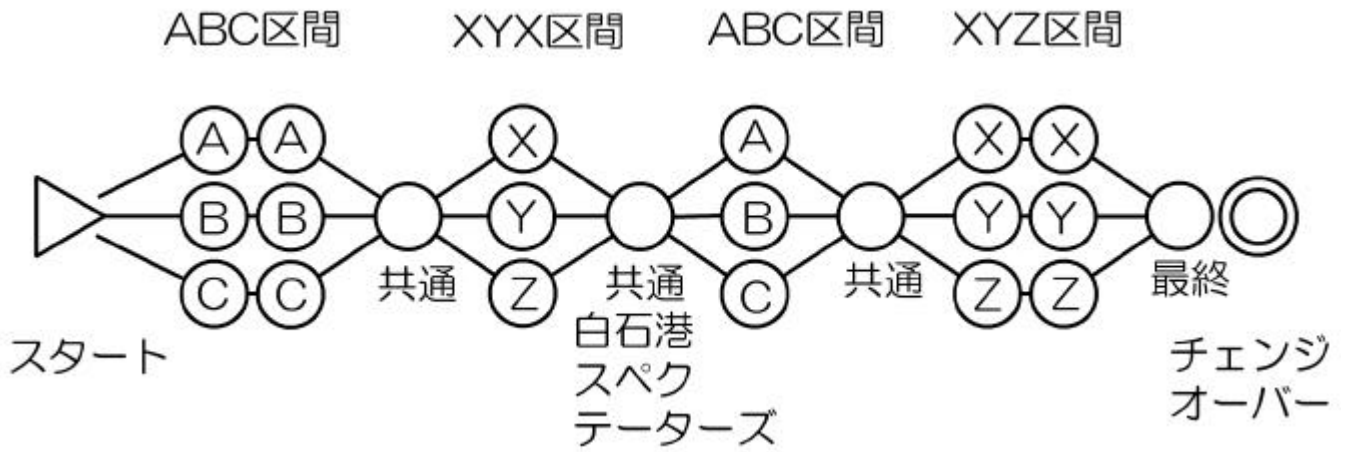 ABC区間 XYX区間 ABC区間 XYZ区間
A A X A X X
B B Y B Y Y
C C Z C Z Z
共通 共通 共通 最終
白石港
スペク
テーターズ
スタート
チェンジ
オーバー